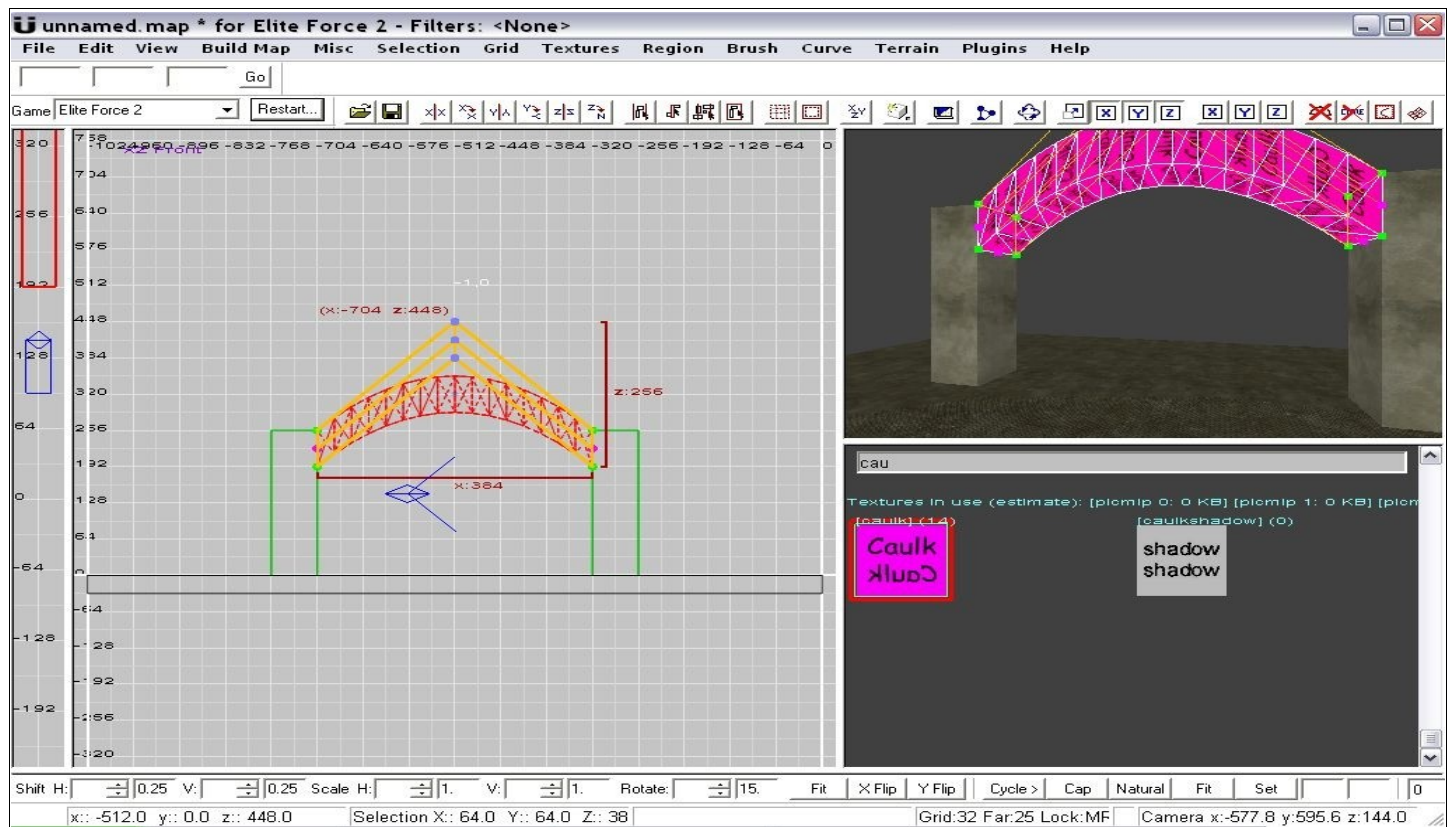 unnamed.map * for Elite Force 2 - Filters: <None>
File Edit View Build Map Misc Selection Grid Textures Region Brush Curve Terrain Plugins Help
Go
Game Elite Force 2 Restart...
XZ Front
-896 -832 -768 -704 -640 -576 -512 -448 -384 -320 -256 -192 -128 -64 0
320
256
192
128
64
0
-64
-128
-192
768
704
640
576
512
448
384
320
256
192
128
64
0
-64
-128
-192
-256
-320
-1.0
(x:-704 z:448)
z:256
x:384
cau
Textures in use (estimate): [picmip 0: 0 KB] [picmip 1: 0 KB] [picm
[caulk] (14) [caulkshadow] (0)
Caulk
Caulk
shadow
shadow
Shift H: 0.25 V: 0.25 Scale H: 1. V: 1. Rotate: 15. Fit X Flip Y Flip Cycle > Cap Natural Fit Set 0
x:: -512.0 y:: 0.0 z:: 448.0 Selection X:: 64.0 Y:: 64.0 Z:: 38 Grid:32 Far:25 Lock:MF Camera x:-577.8 y:595.6 z:144.0